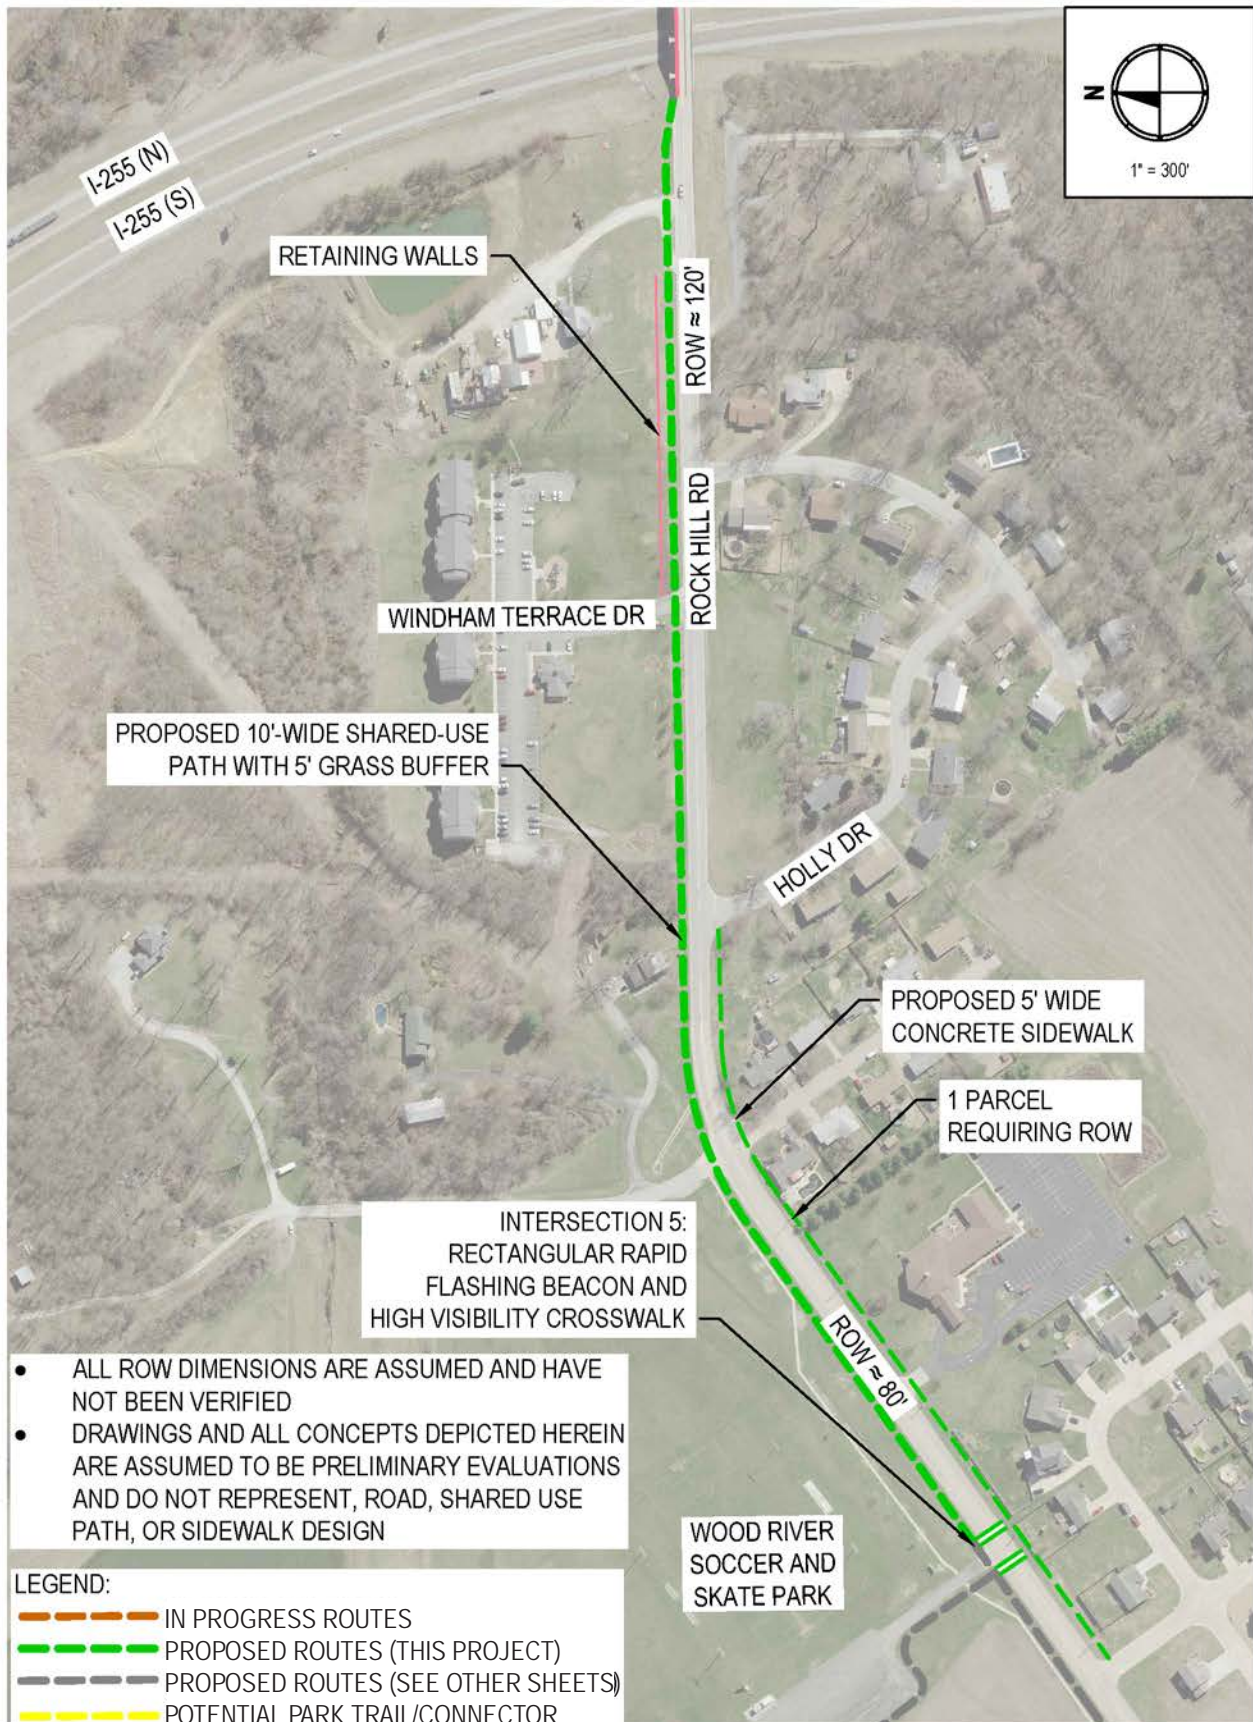 N
1" = 300'
I-255 (N)
I-255 (S)
RETAINING WALLS
ROW ≈ 120'
ROCK HILL RD
WINDHAM TERRACE DR
PROPOSED 10'-WIDE SHARED-USE
PATH WITH 5' GRASS BUFFER
HOLLY DR
PROPOSED 5' WIDE
CONCRETE SIDEWALK
1 PARCEL
REQUIRING ROW
INTERSECTION 5:
RECTANGULAR RAPID
FLASHING BEACON AND
HIGH VISIBILITY CROSSWALK
ROW ≈ 80'
• ALL ROW DIMENSIONS ARE ASSUMED AND HAVE
NOT BEEN VERIFIED
• DRAWINGS AND ALL CONCEPTS DEPICTED HEREIN
ARE ASSUMED TO BE PRELIMINARY EVALUATIONS
AND DO NOT REPRESENT, ROAD, SHARED USE
PATH, OR SIDEWALK DESIGN
WOOD RIVER
SOCCER AND
SKATE PARK
LEGEND:
IN PROGRESS ROUTES
PROPOSED ROUTES (THIS PROJECT)
PROPOSED ROUTES (SEE OTHER SHEETS)
POTENTIAL PARK TRAIL/CONNECTOR